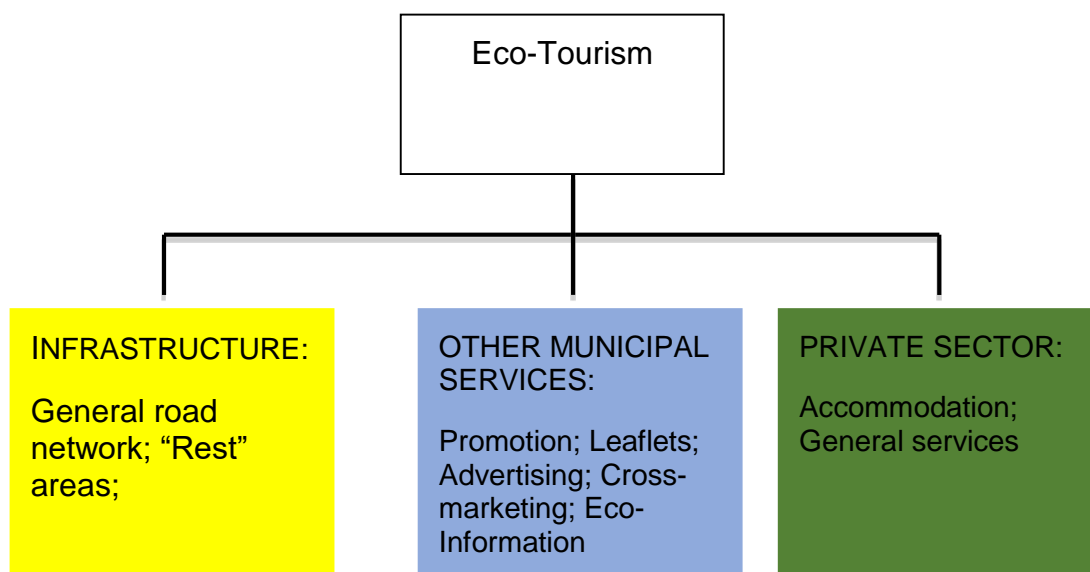 Eco-Tourism
INFRASTRUCTURE:
General road
network; “Rest”
areas;
OTHER MUNICIPAL
SERVICES:
Promotion; Leaflets;
Advertising; Cross-
marketing; Eco-
Information
PRIVATE SECTOR:
Accommodation;
General services